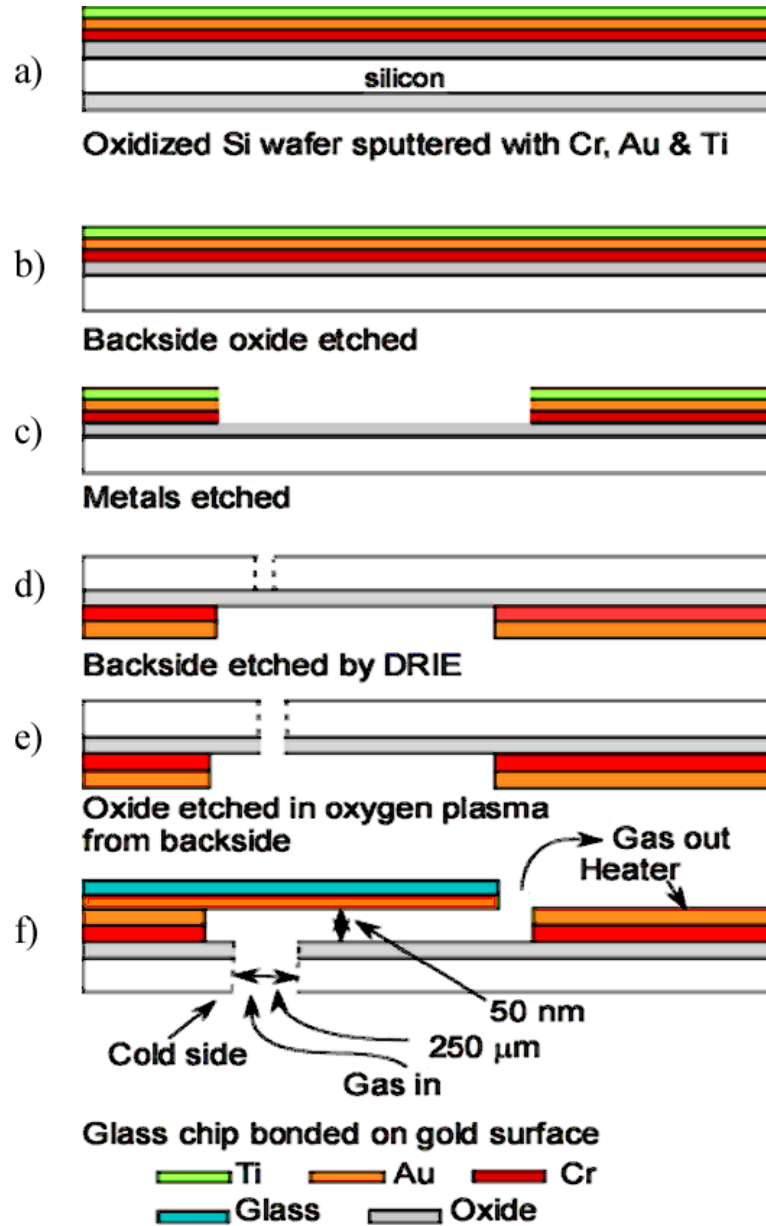 a)
silicon
Oxidized Si wafer sputtered with Cr, Au & Ti
b)
Backside oxide etched
c)
Metals etched
d)
Backside etched by DRIE
e)
Oxide etched in oxygen plasma
from backside
Gas out
Heater
f)
50 nm
Cold side
250 μm
Gas in
Glass chip bonded on gold surface
Ti Au Cr
Glass Oxide